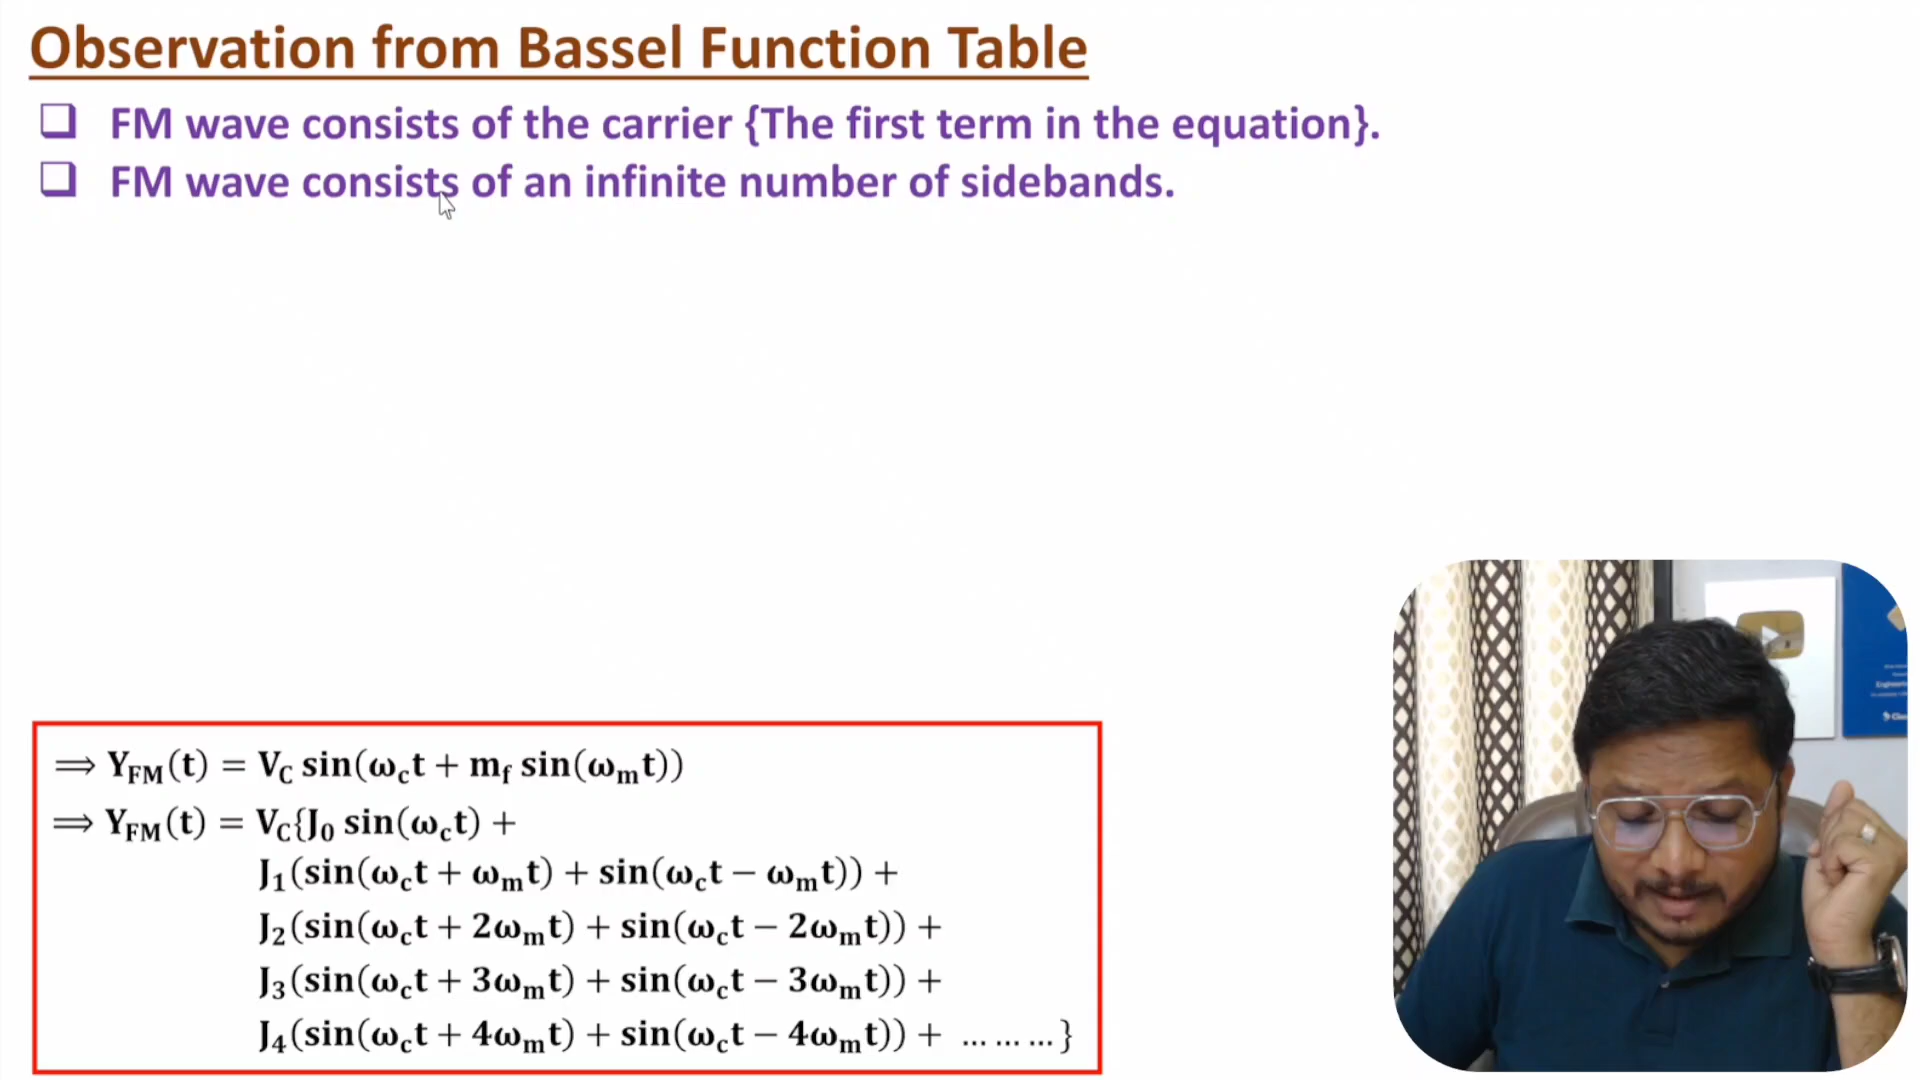 Observation from Bassel Function Table
❑ FM wave consists of the carrier {The first term in the equation}.
❑ FM wave consists of an infinite number of sidebands.
⟹ Y_FM(t) = V_C sin(ω_c t + m_f sin(ω_m t))
⟹ Y_FM(t) = V_C{J_0 sin(ω_c t) +
J_1(sin(ω_c t + ω_m t) + sin(ω_c t − ω_m t)) +
J_2(sin(ω_c t + 2ω_m t) + sin(ω_c t − 2ω_m t)) +
J_3(sin(ω_c t + 3ω_m t) + sin(ω_c t − 3ω_m t)) +
J_4(sin(ω_c t + 4ω_m t) + sin(ω_c t − 4ω_m t)) + … … …}